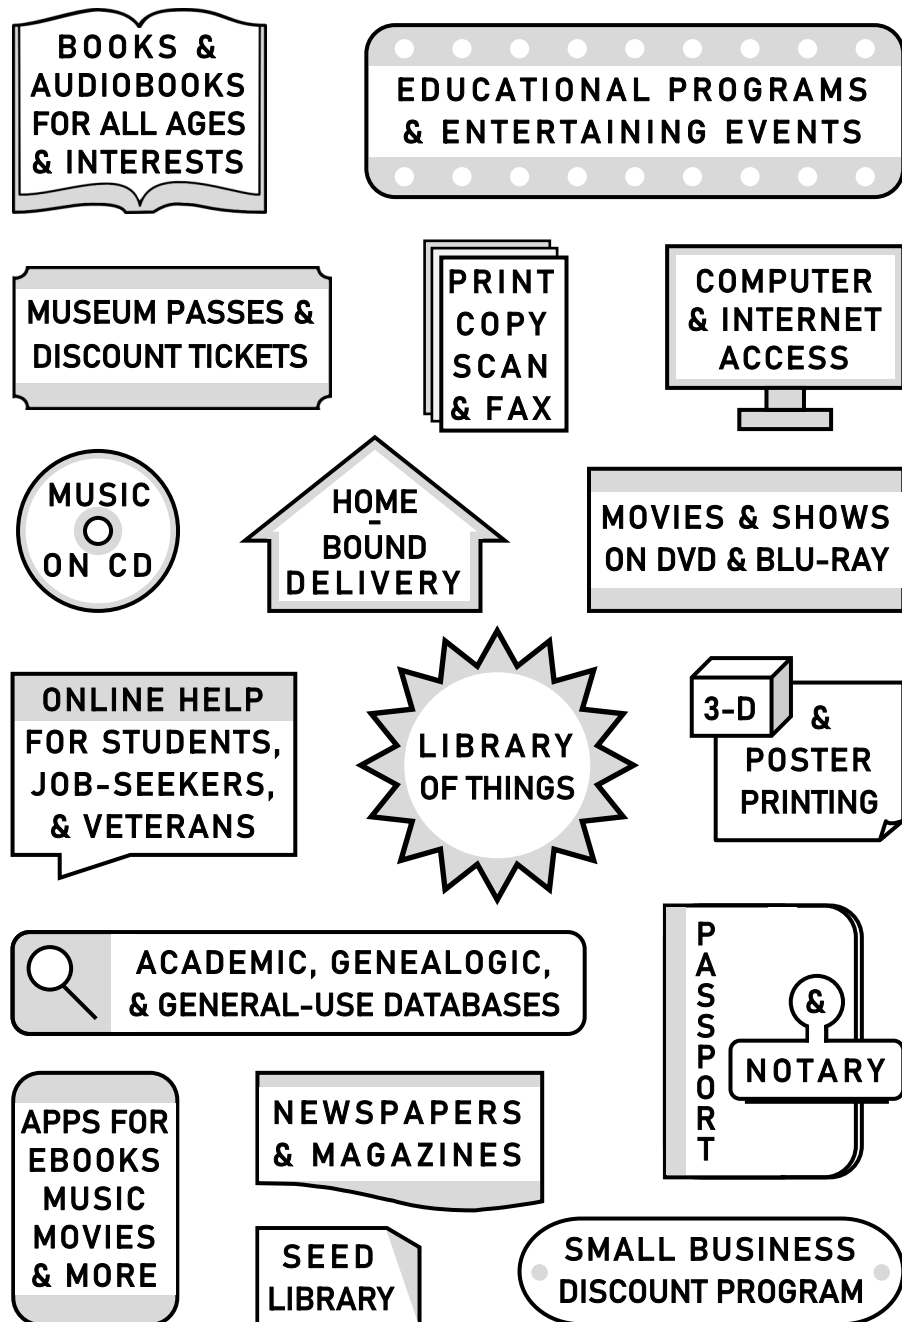 BOOKS &
AUDIOBOOKS
FOR ALL AGES
& INTERESTS
EDUCATIONAL PROGRAMS
& ENTERTAINING EVENTS
MUSEUM PASSES &
DISCOUNT TICKETS
PRINT
COPY
SCAN
& FAX
COMPUTER
& INTERNET
ACCESS
MUSIC
ON CD
HOME
-
BOUND
DELIVERY
MOVIES & SHOWS
ON DVD & BLU-RAY
ONLINE HELP
FOR STUDENTS,
JOB-SEEKERS,
& VETERANS
LIBRARY
OF THINGS
3-D
&
POSTER
PRINTING
ACADEMIC, GENEALOGIC,
& GENERAL-USE DATABASES
PASSPORT
&
NOTARY
APPS FOR
EBOOKS
MUSIC
MOVIES
& MORE
NEWSPAPERS
& MAGAZINES
SEED
LIBRARY
SMALL BUSINESS
DISCOUNT PROGRAM